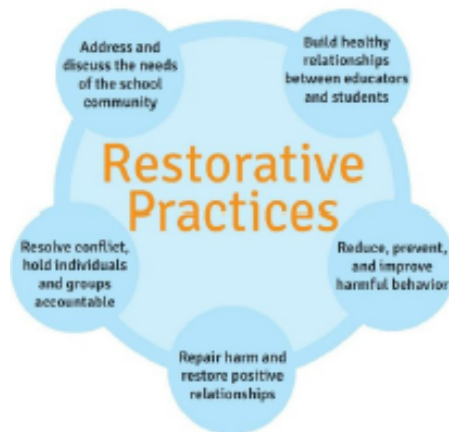 Address and
discuss the needs
of the school
community
Build healthy
relationships
between educators
and students
Restorative
Practices
Resolve conflict,
hold individuals
and groups
accountable
Reduce, prevent,
and improve
harmful behavior
Repair harm and
restore positive
relationships